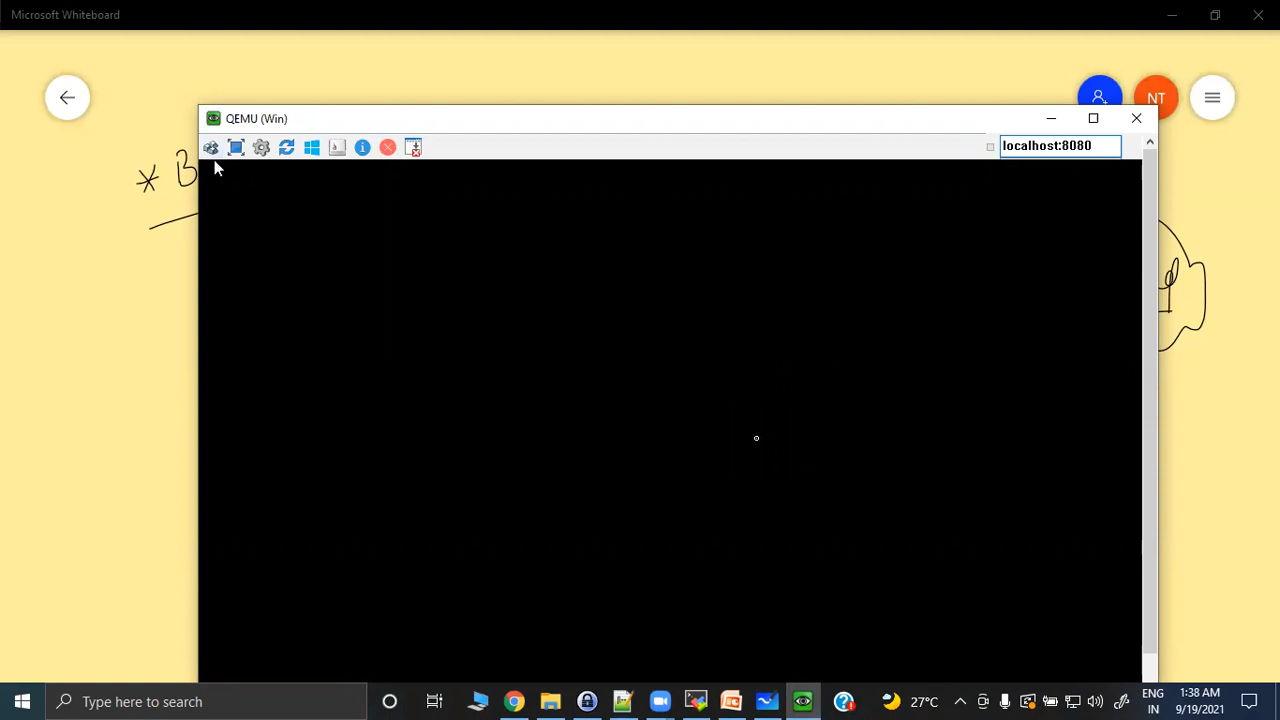 Microsoft Whiteboard
NT
QEMU (Win)
localhost:8080
* B
Type here to search
27°C
ENG
IN
1:38 AM
9/19/2021